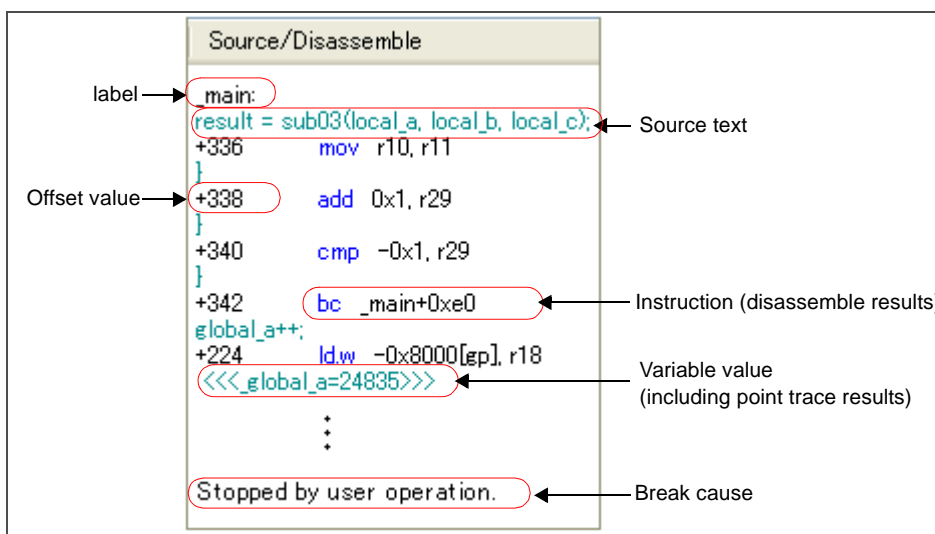 Source/Disassemble
label
_main:
result = sub03(local_a, local_b, local_c);
Source text
+336 mov r10, r11
}
Offset value
+338 add 0x1, r29
}
+340 cmp -0x1, r29
}
+342 bc _main+0xe0
Instruction (disassemble results)
global_a++;
+224 ld.w -0x8000[gp], r18
<<<_global_a=24835>>>
Variable value
(including point trace results)
Stopped by user operation.
Break cause